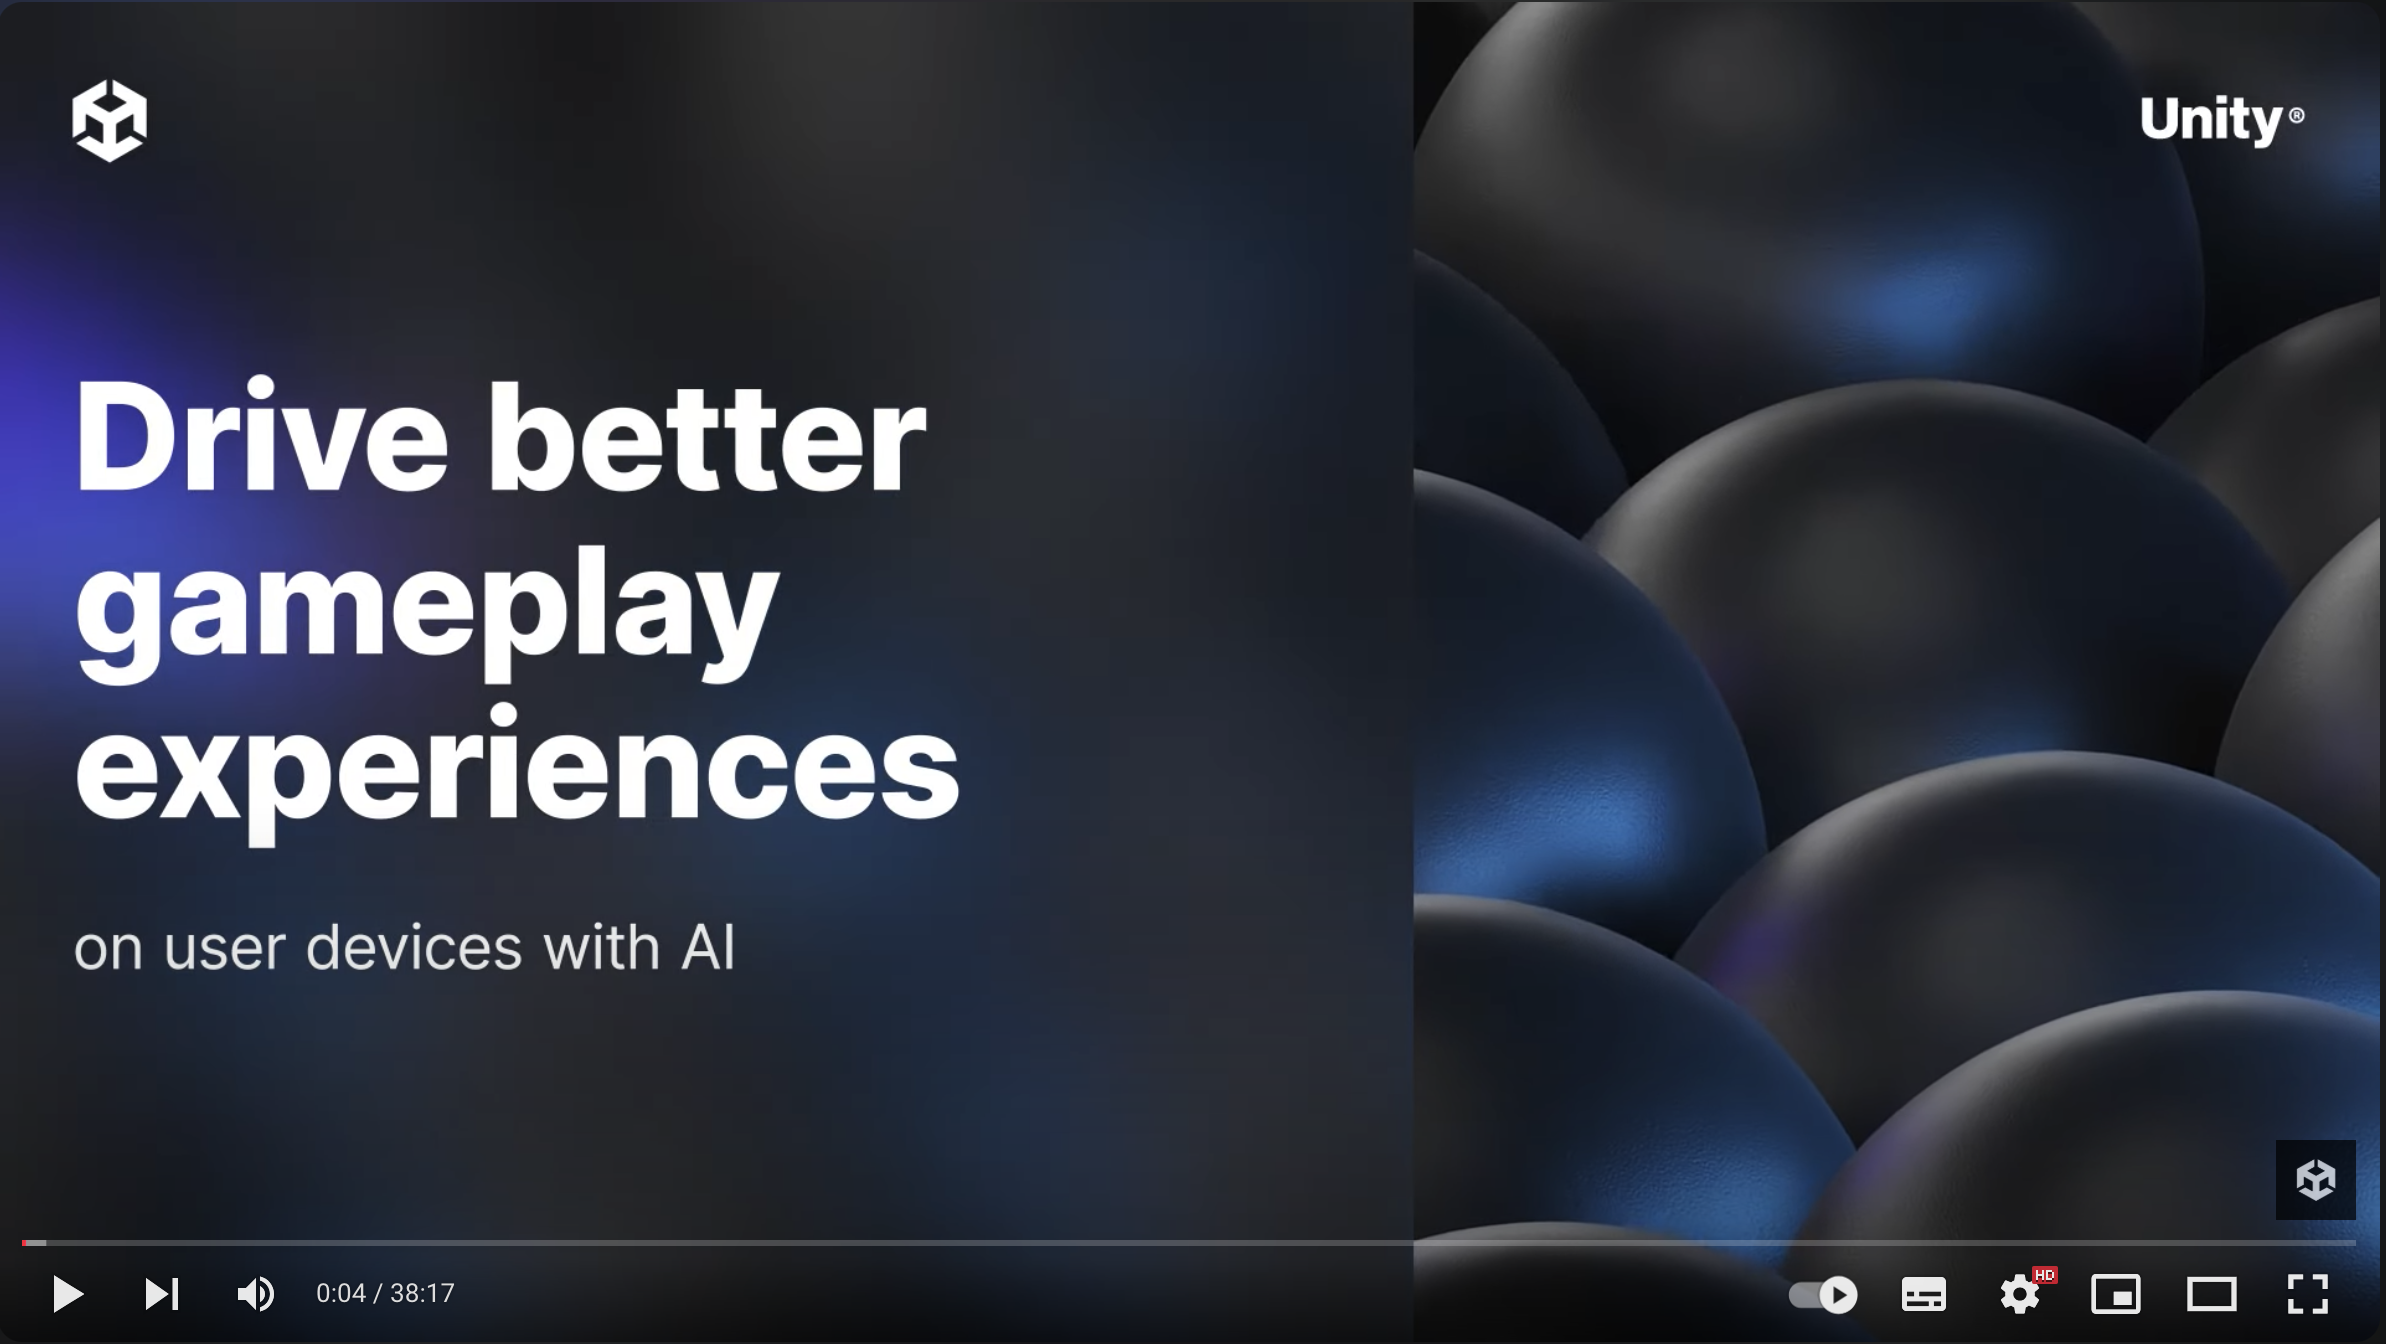 Unity®
Drive better
gameplay
experiences
on user devices with AI
0:04 / 38:17
HD